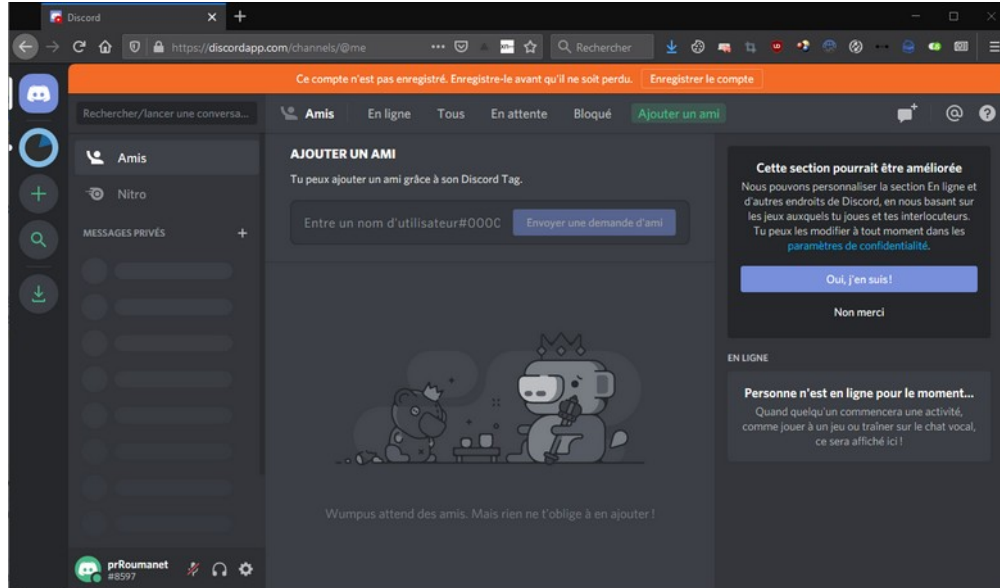 Discord
https://discordapp.com/channels/@me
Rechercher
Ce compte n'est pas enregistré. Enregistre-le avant qu'il ne soit perdu.
Enregistrer le compte
Rechercher/lancer une conversa...
Amis
En ligne
Tous
En attente
Bloqué
Ajouter un ami
Amis
Nitro
MESSAGES PRIVÉS
AJOUTER UN AMI
Tu peux ajouter un ami grâce à son Discord Tag.
Entre un nom d'utilisateur#000
Envoyer une demande d'ami
Wumpus attend des amis. Mais rien ne t'oblige à en ajouter !
Cette section pourrait être améliorée
Nous pouvons personnaliser la section En ligne et
d'autres endroits de Discord, en nous basant sur
les jeux auxquels tu joues et tes interlocuteurs.
Tu peux les modifier à tout moment dans les
paramètres de confidentialité.
Oui, j'en suis !
Non merci
EN LIGNE
Personne n'est en ligne pour le moment...
Quand quelqu'un commencera une activité,
comme jouer à un jeu ou traîner sur le chat vocal,
ce sera affiché ici !
prRoumanet
#8597